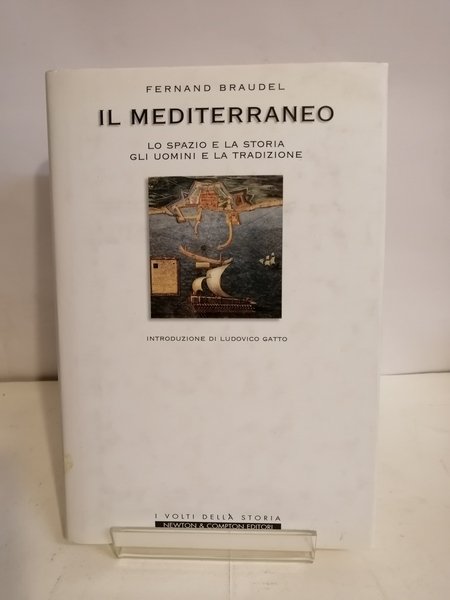 FERNAND BRAUDEL
IL MEDITERRANEO
LO SPAZIO E LA STORIA
GLI UOMINI E LA TRADIZIONE
INTRODUZIONE DI LUDOVICO GATTO
I VOLTI DELLA STORIA
NEWTON & COMPTON EDITORI